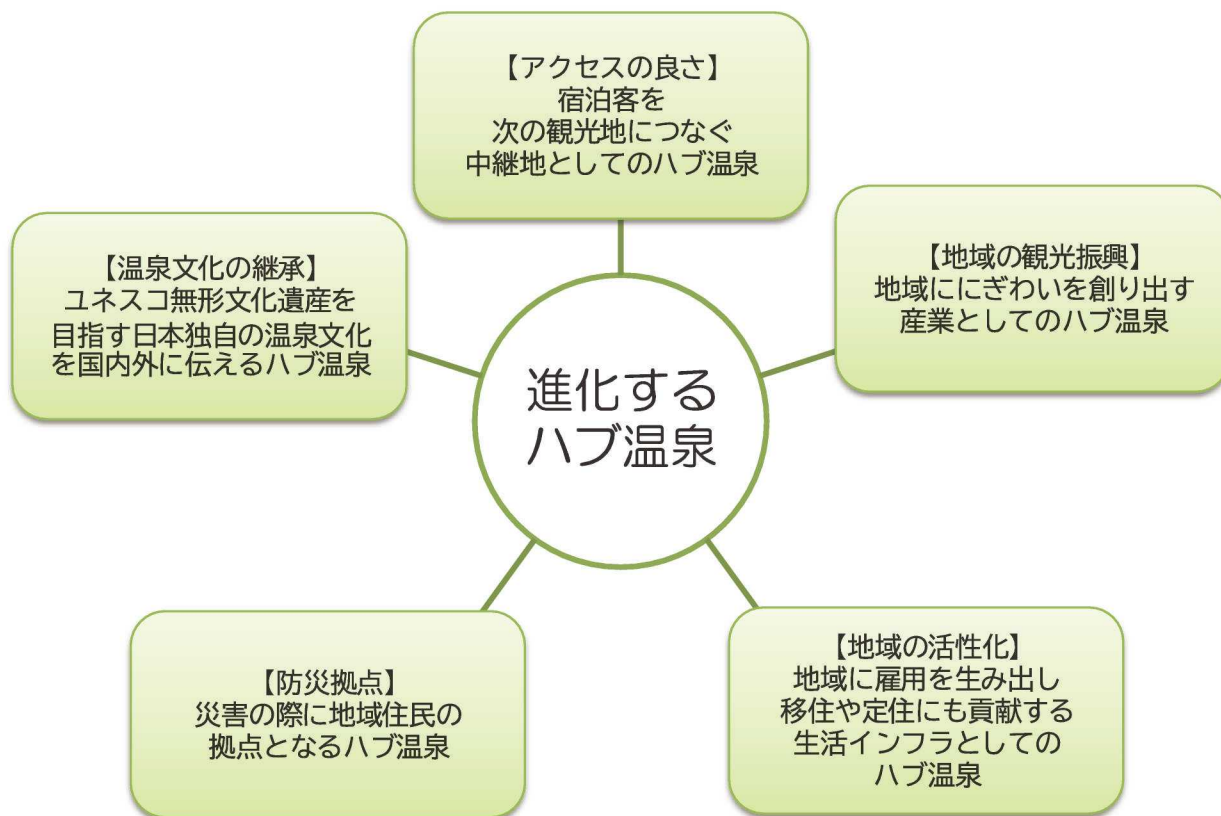 【アクセスの良さ】
宿泊客を
次の観光地につなぐ
中継地としてのハブ温泉
【温泉文化の継承】
ユネスコ無形文化遺産を
目指す日本独自の温泉文化
を国内外に伝えるハブ温泉
【地域の観光振興】
地域ににぎわいを創り出す
産業としてのハブ温泉
進化する
ハブ温泉
【防災拠点】
災害の際に地域住民の
拠点となるハブ温泉
【地域の活性化】
地域に雇用を生み出し
移住や定住にも貢献する
生活インフラとしての
ハブ温泉